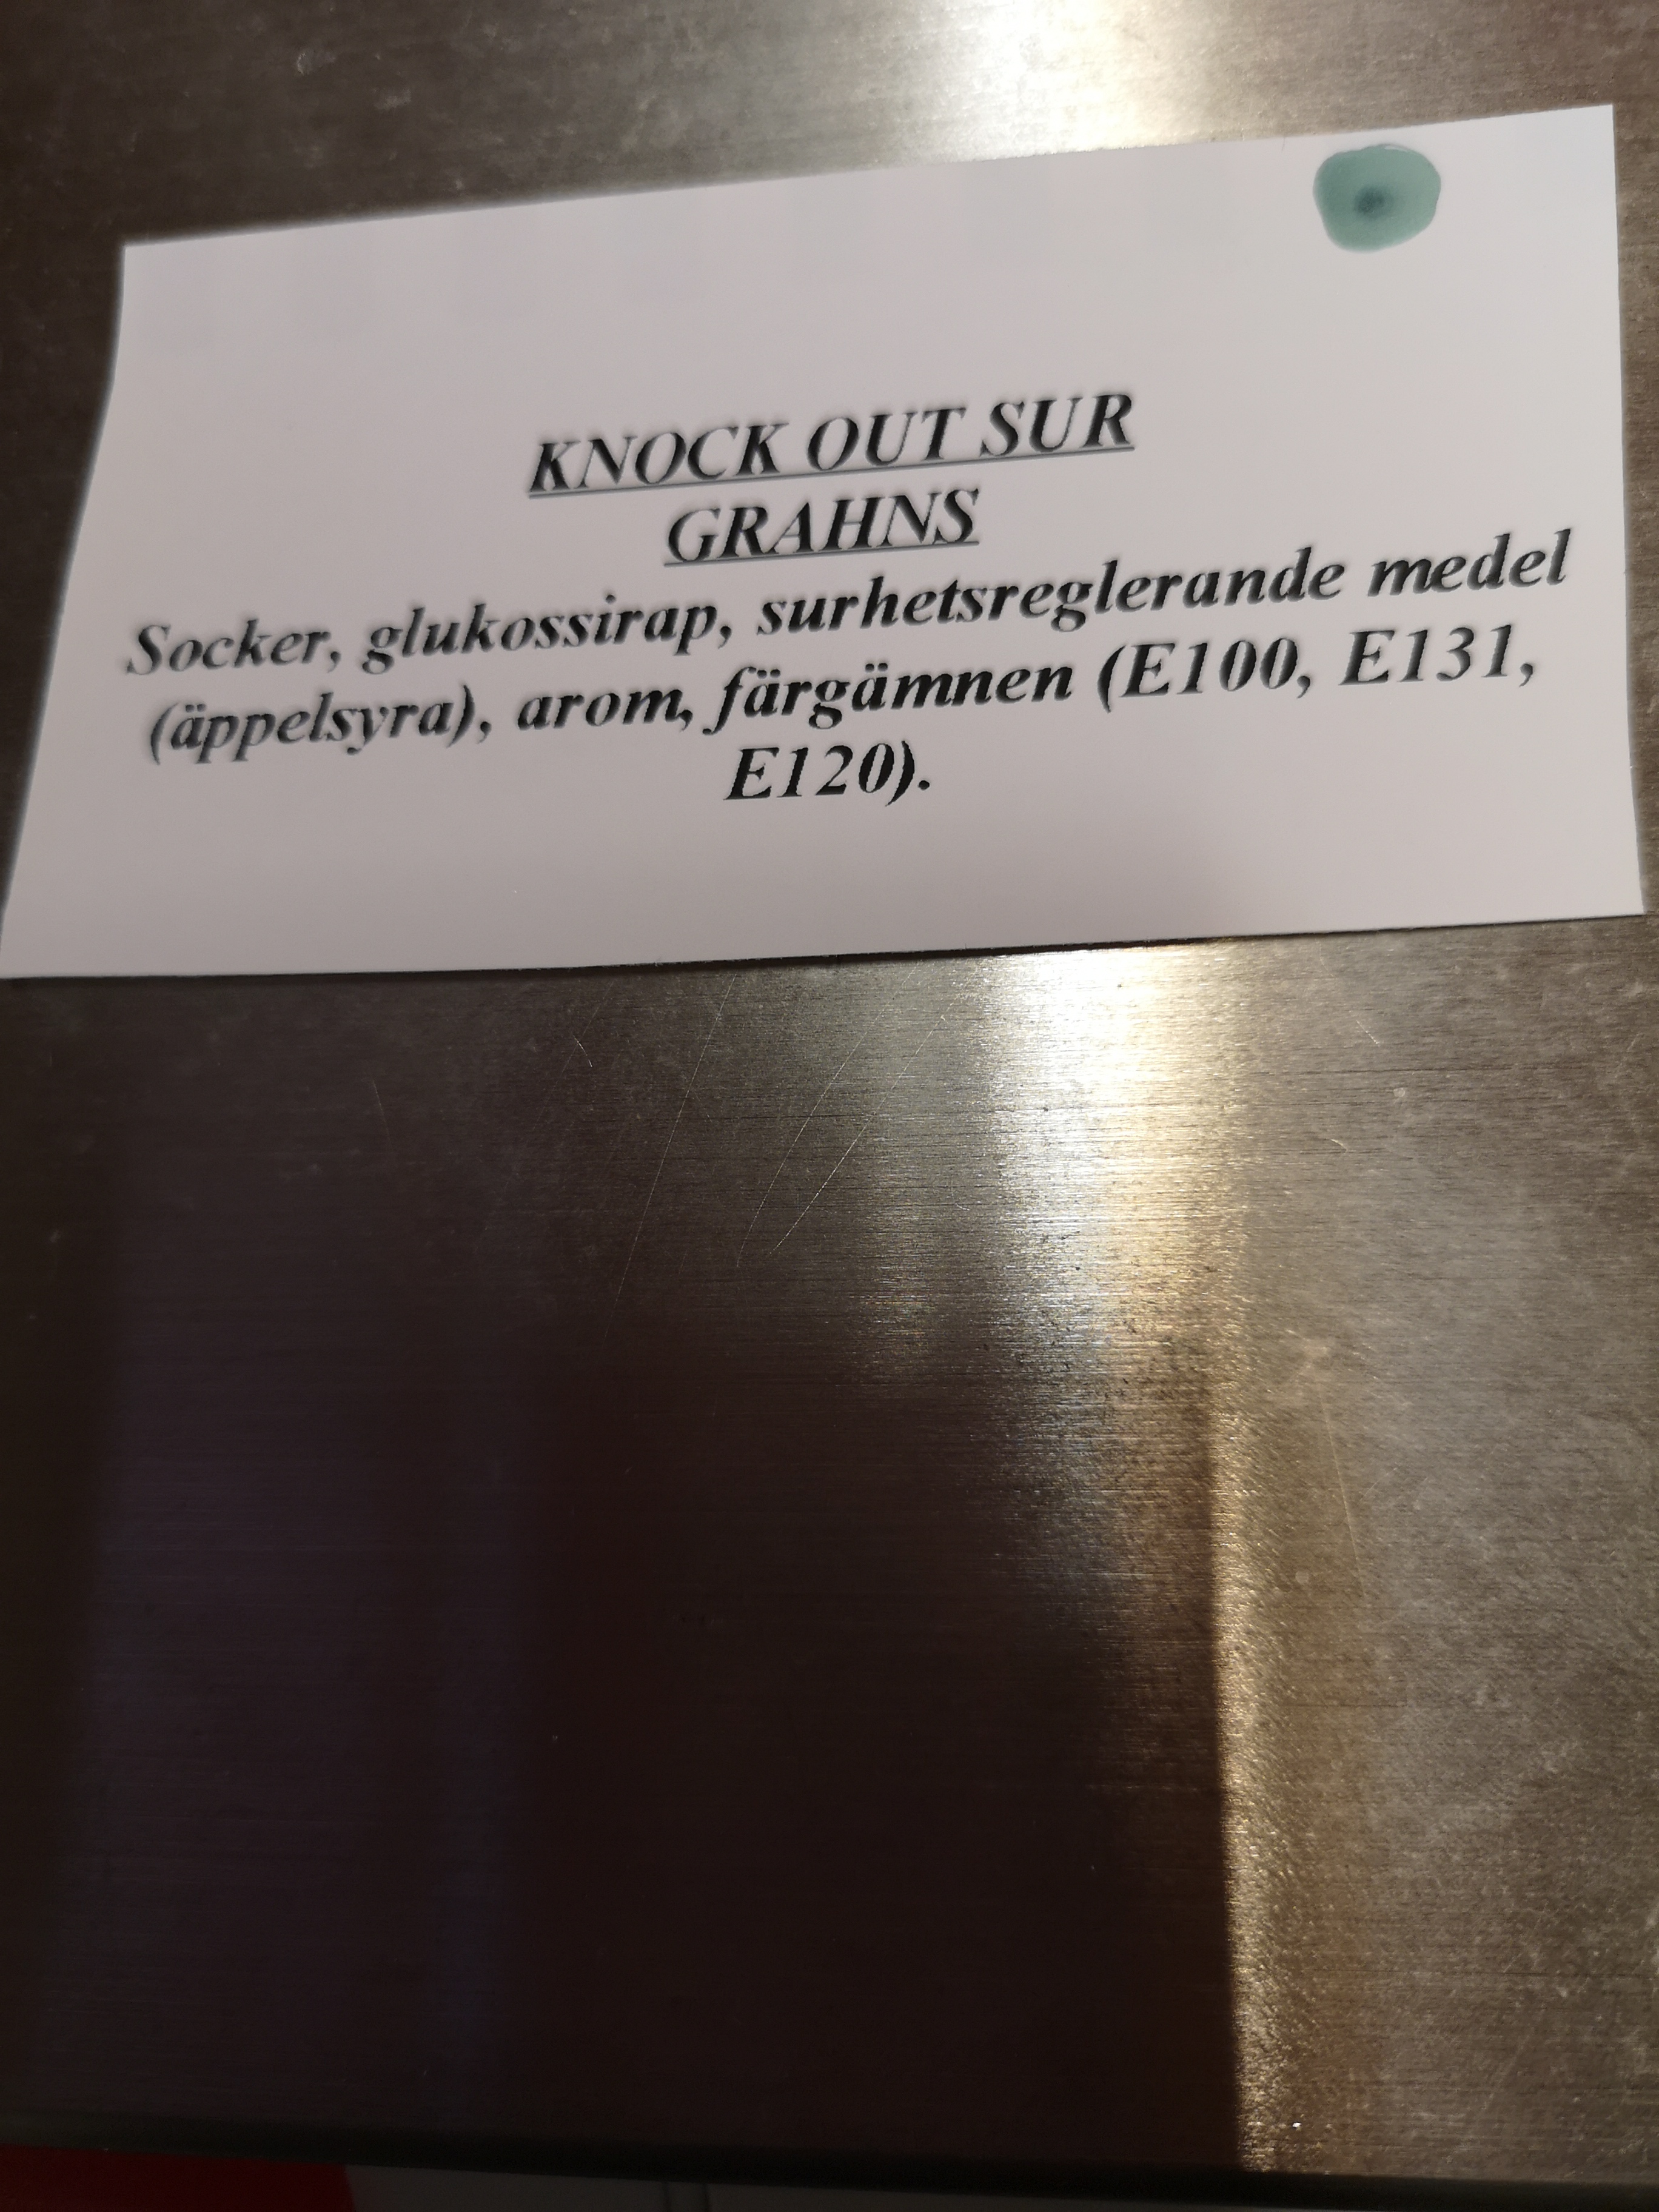 KNOCK OUT SUR
GRAHNS
Socker, glukossirap, surhetsreglerande medel
(äppelsyra), arom, färgämnen (E100, E131,
E120).